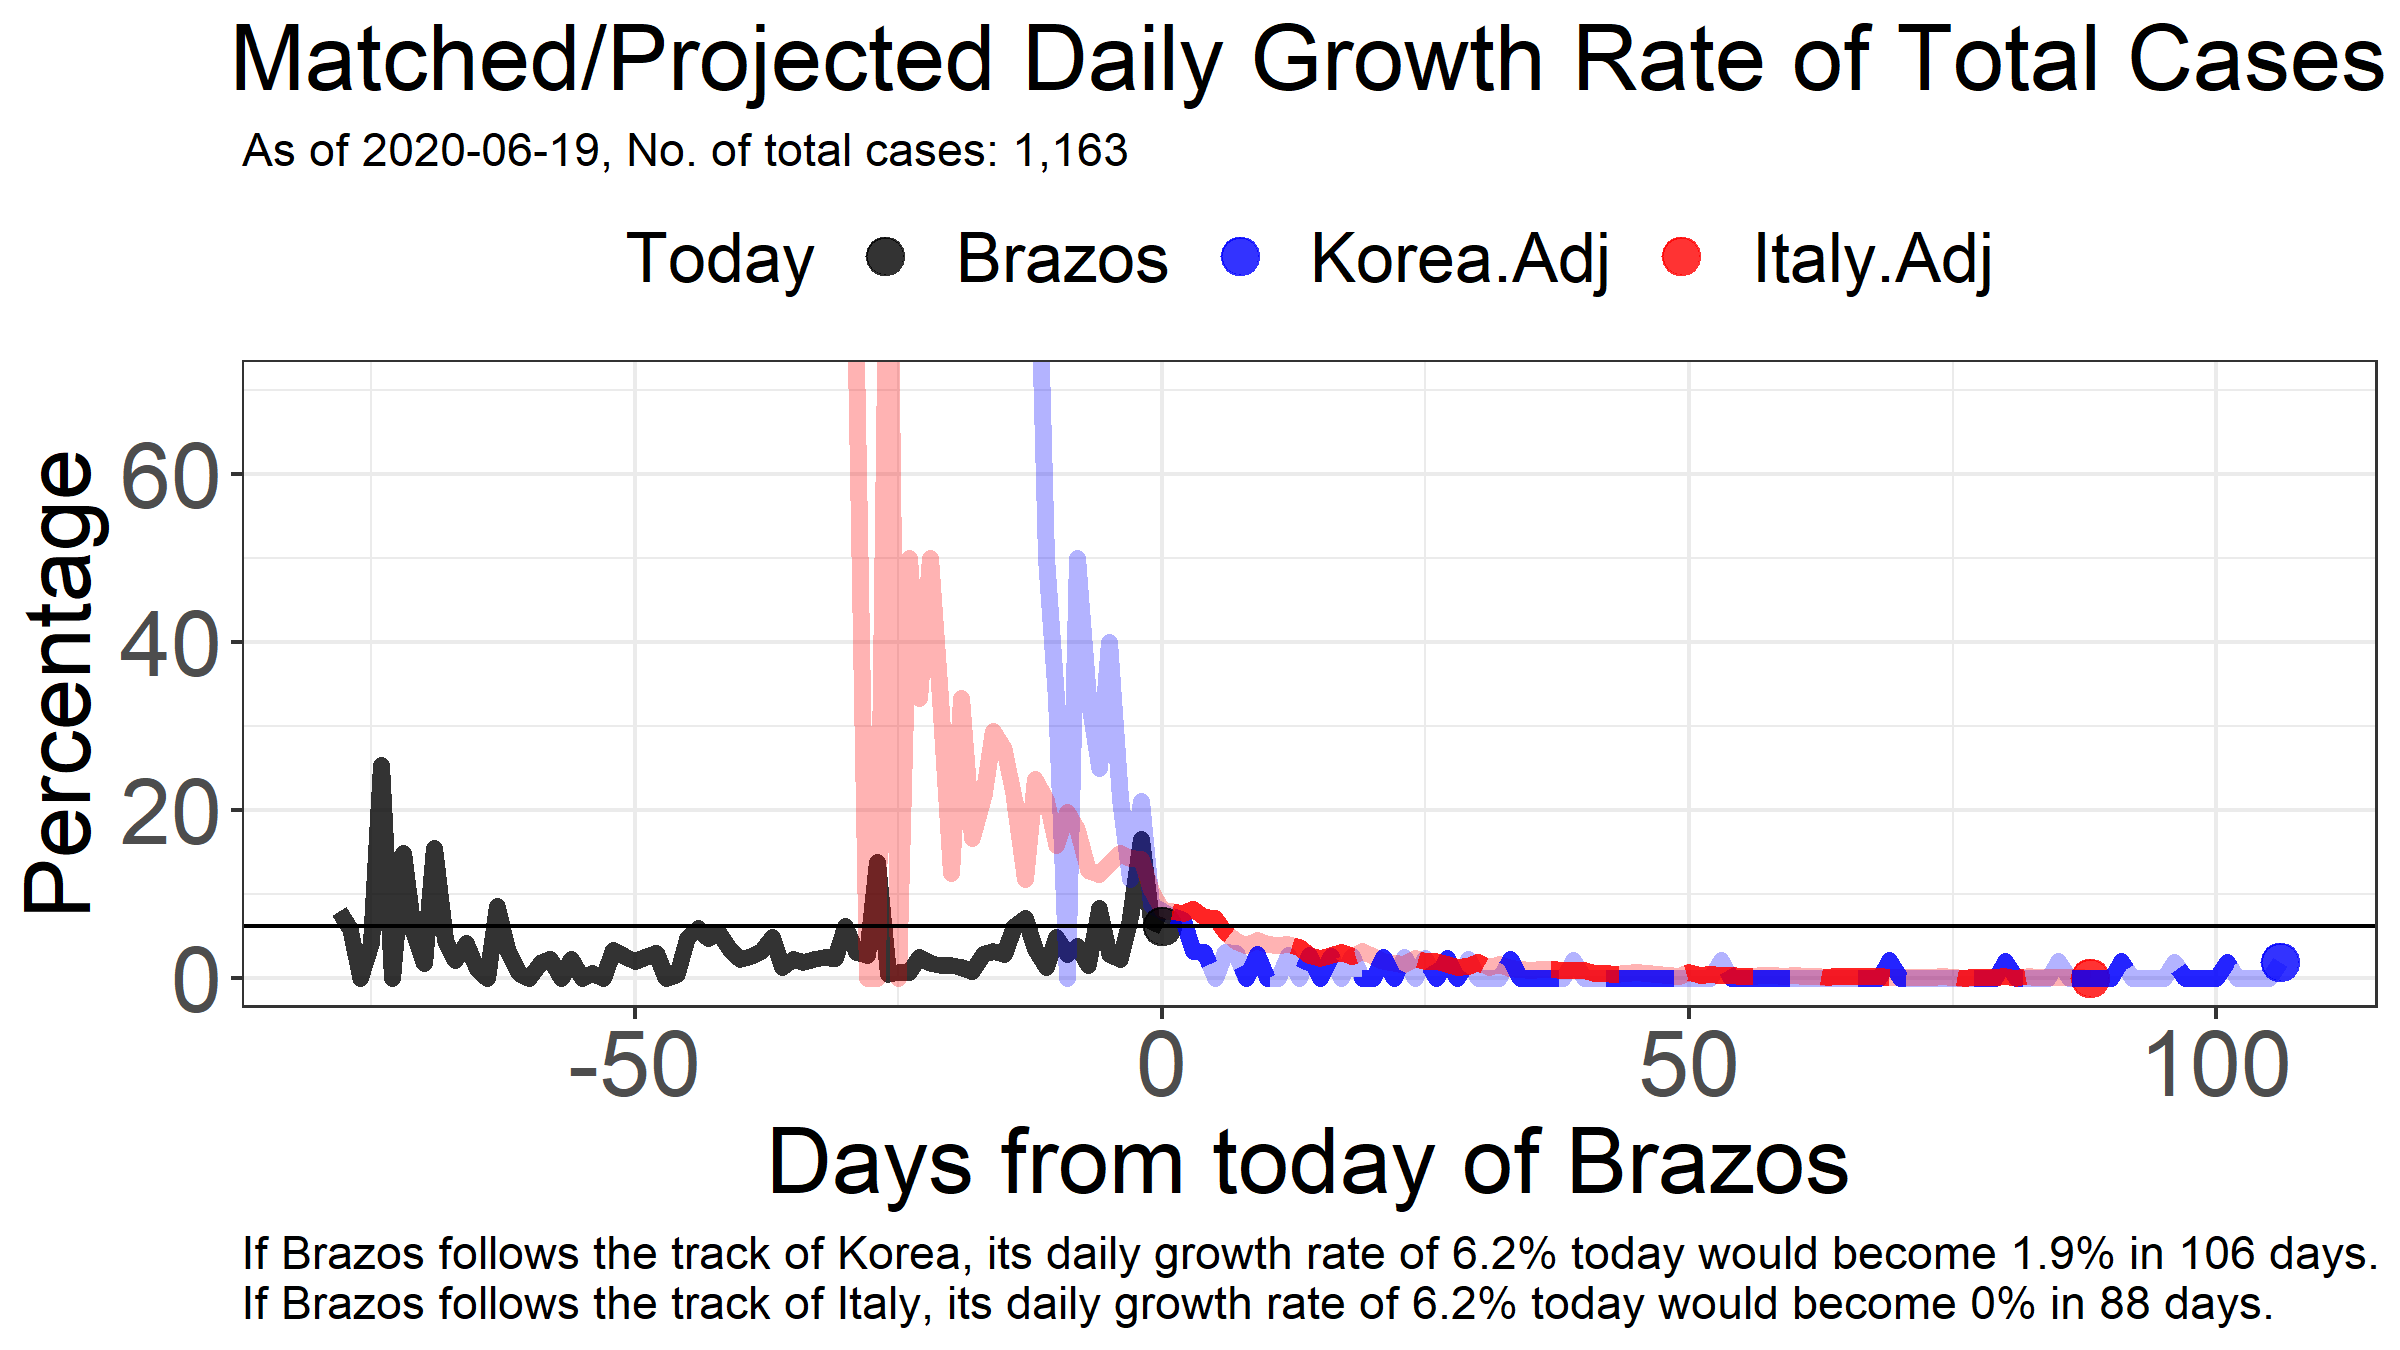 Matched/Projected Daily Growth Rate of Total Cases
As of 2020-06-19, No. of total cases: 1,163
Today Brazos Korea.Adj Italy.Adj
Percentage
60
40
20
0
-50 0 50 100
Days from today of Brazos
If Brazos follows the track of Korea, its daily growth rate of 6.2% today would become 1.9% in 106 days.
If Brazos follows the track of Italy, its daily growth rate of 6.2% today would become 0% in 88 days.